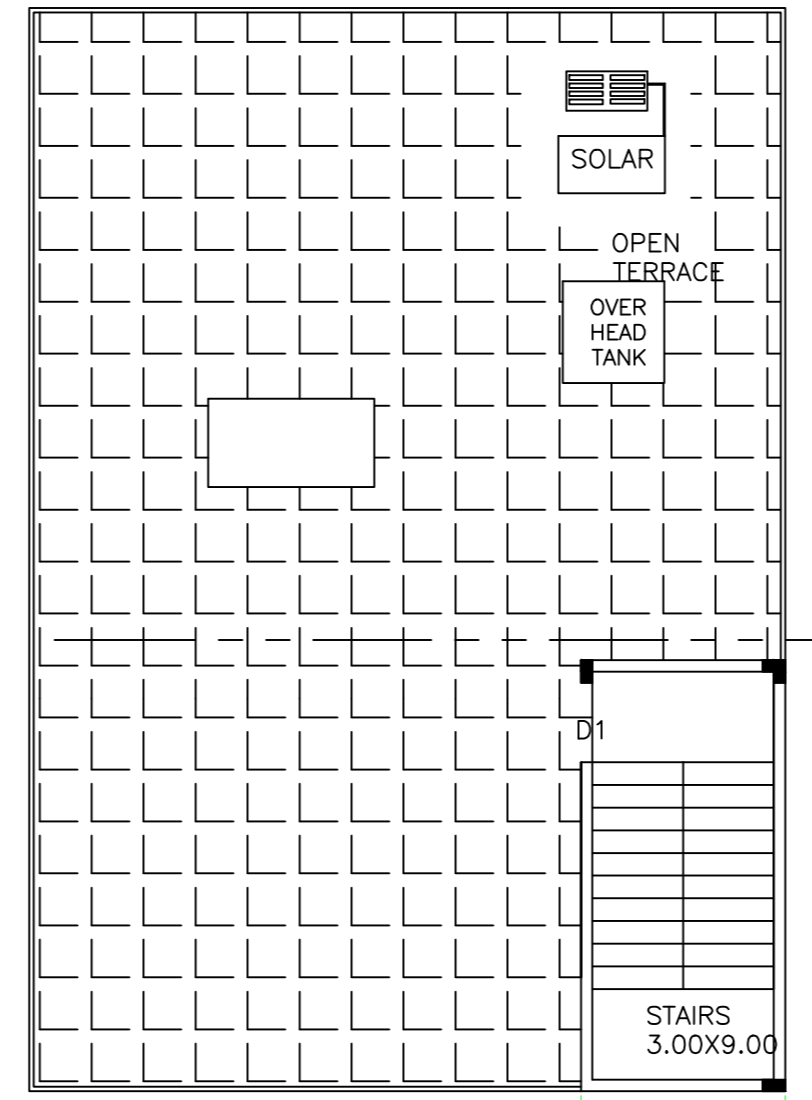 SOLAR
OPEN
TERRACE
OVER
HEAD
TANK
D1
STAIRS
3.00X9.00